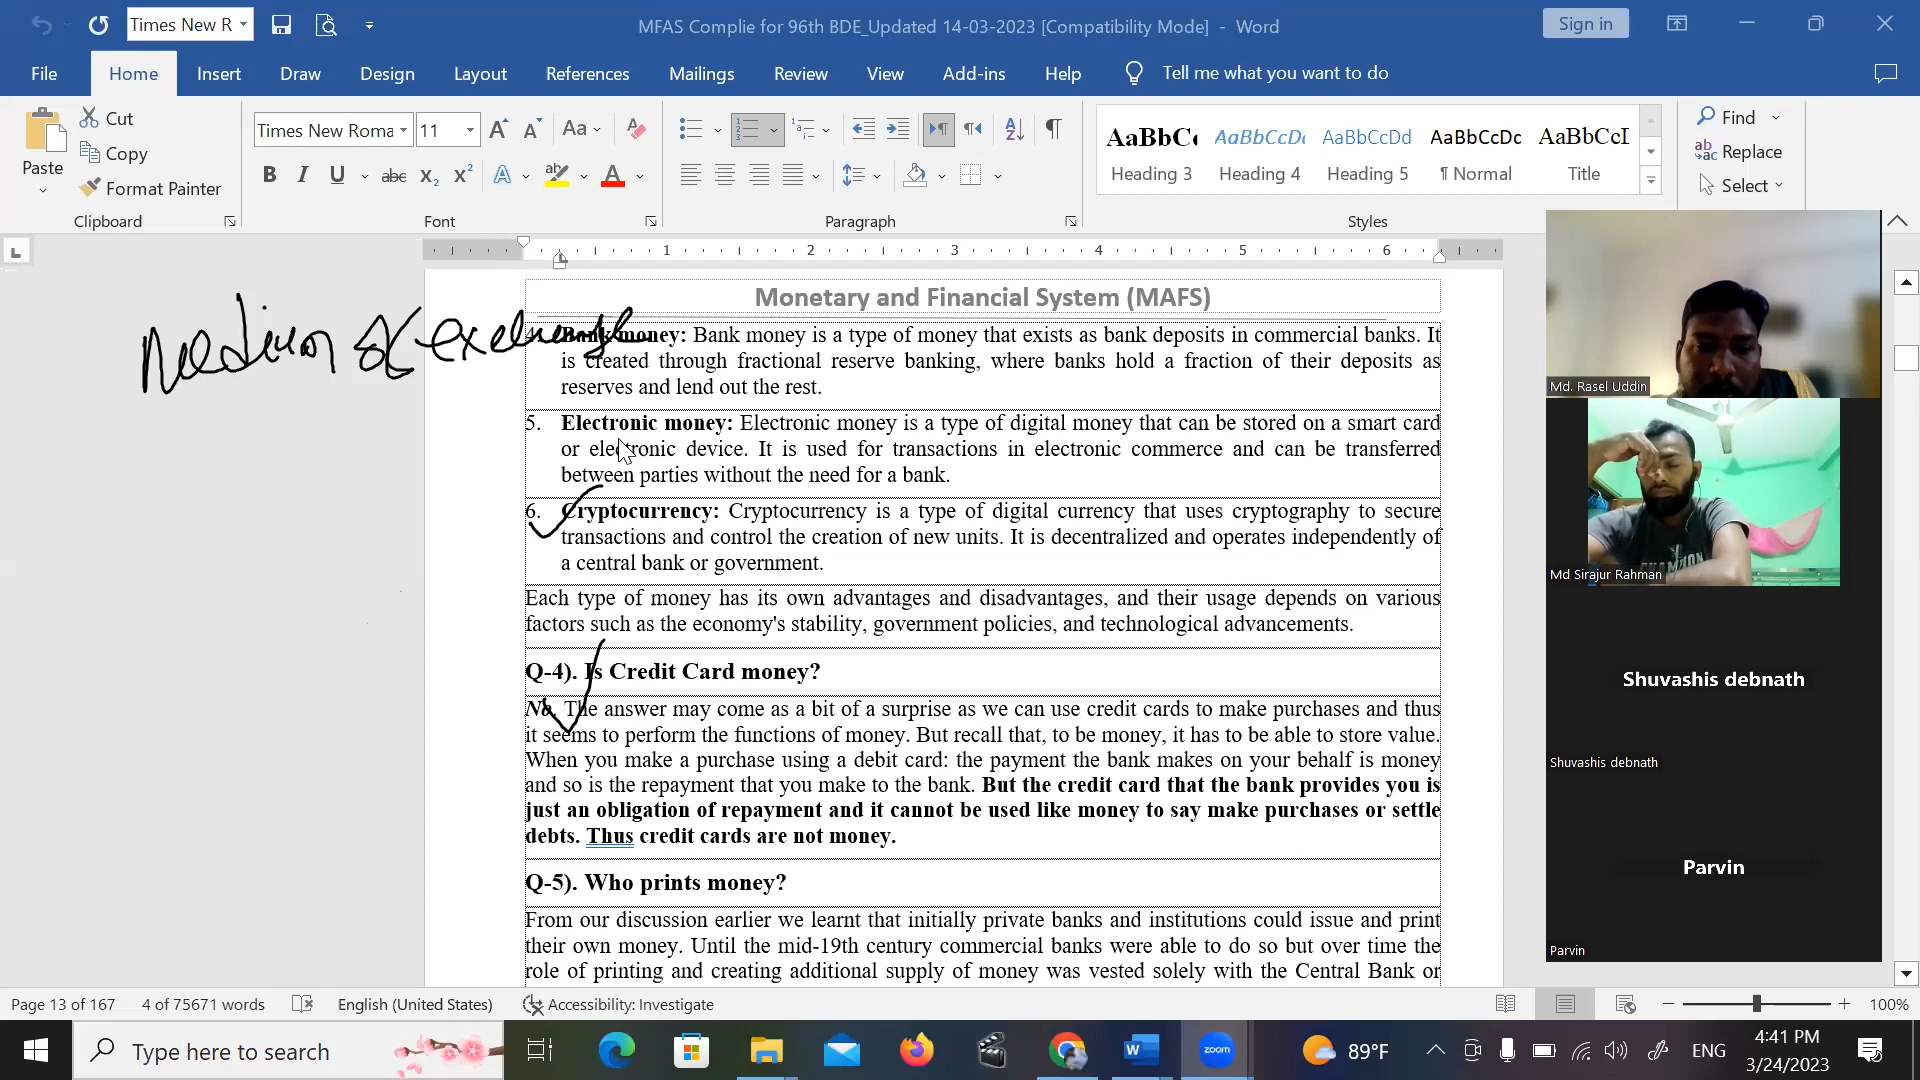 Times New R
MFAS Complie for 96th BDE_Updated 14-03-2023 [Compatibility Mode] - Word
Sign in
File Home Insert Draw Design Layout References Mailings Review View Add-ins Help Tell me what you want to do
Cut
Copy
Format Painter
Paste
Clipboard
Times New Roma 11
Font
Paragraph
AaBbCc AaBbCcDc AaBbCcDd AaBbCcDc AaBbCcD
Heading 3 Heading 4 Heading 5 ¶ Normal Title
Styles
Find
Replace
Select
1 2 3 4 5 6
Monetary and Financial System (MAFS)
Medium of exchange
4. Bank money: Bank money is a type of money that exists as bank deposits in commercial banks. It
is created through fractional reserve banking, where banks hold a fraction of their deposits as
reserves and lend out the rest.
5. Electronic money: Electronic money is a type of digital money that can be stored on a smart card
or electronic device. It is used for transactions in electronic commerce and can be transferred
between parties without the need for a bank.
6. Cryptocurrency: Cryptocurrency is a type of digital currency that uses cryptography to secure
transactions and control the creation of new units. It is decentralized and operates independently of
a central bank or government.
Each type of money has its own advantages and disadvantages, and their usage depends on various
factors such as the economy's stability, government policies, and technological advancements.
Q-4). Is Credit Card money?
No. The answer may come as a bit of a surprise as we can use credit cards to make purchases and thus
it seems to perform the functions of money. But recall that, to be money, it has to be able to store value.
When you make a purchase using a debit card: the payment the bank makes on your behalf is money
and so is the repayment that you make to the bank. But the credit card that the bank provides you is
just an obligation of repayment and it cannot be used like money to say make purchases or settle
debts. Thus credit cards are not money.
Q-5). Who prints money?
From our discussion earlier we learnt that initially private banks and institutions could issue and print
their own money. Until the mid-19th century commercial banks were able to do so but over time the
role of printing and creating additional supply of money was vested solely with the Central Bank or
Md. Rasel Uddin
CHAMPION
Md Sirajur Rahman
Shuvashis debnath
Shuvashis debnath
Parvin
Parvin
Page 13 of 167 4 of 75671 words English (United States) Accessibility: Investigate 100%
Type here to search
zoom
89°F
ENG
4:41 PM
3/24/2023